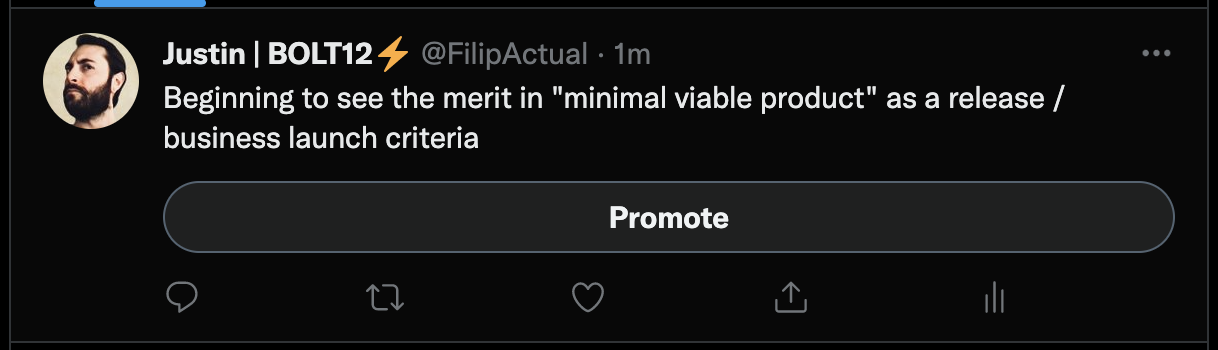 Justin | BOLT12⚡ @FilipActual · 1m
Beginning to see the merit in "minimal viable product" as a release /
business launch criteria
Promote